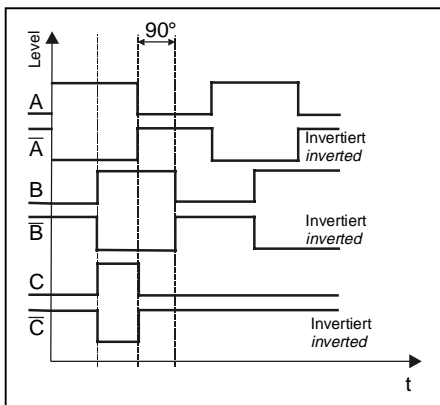 Level
90°
A
A̅
Invertiert
inverted
B
B̅
Invertiert
inverted
C
C̅
Invertiert
inverted
t